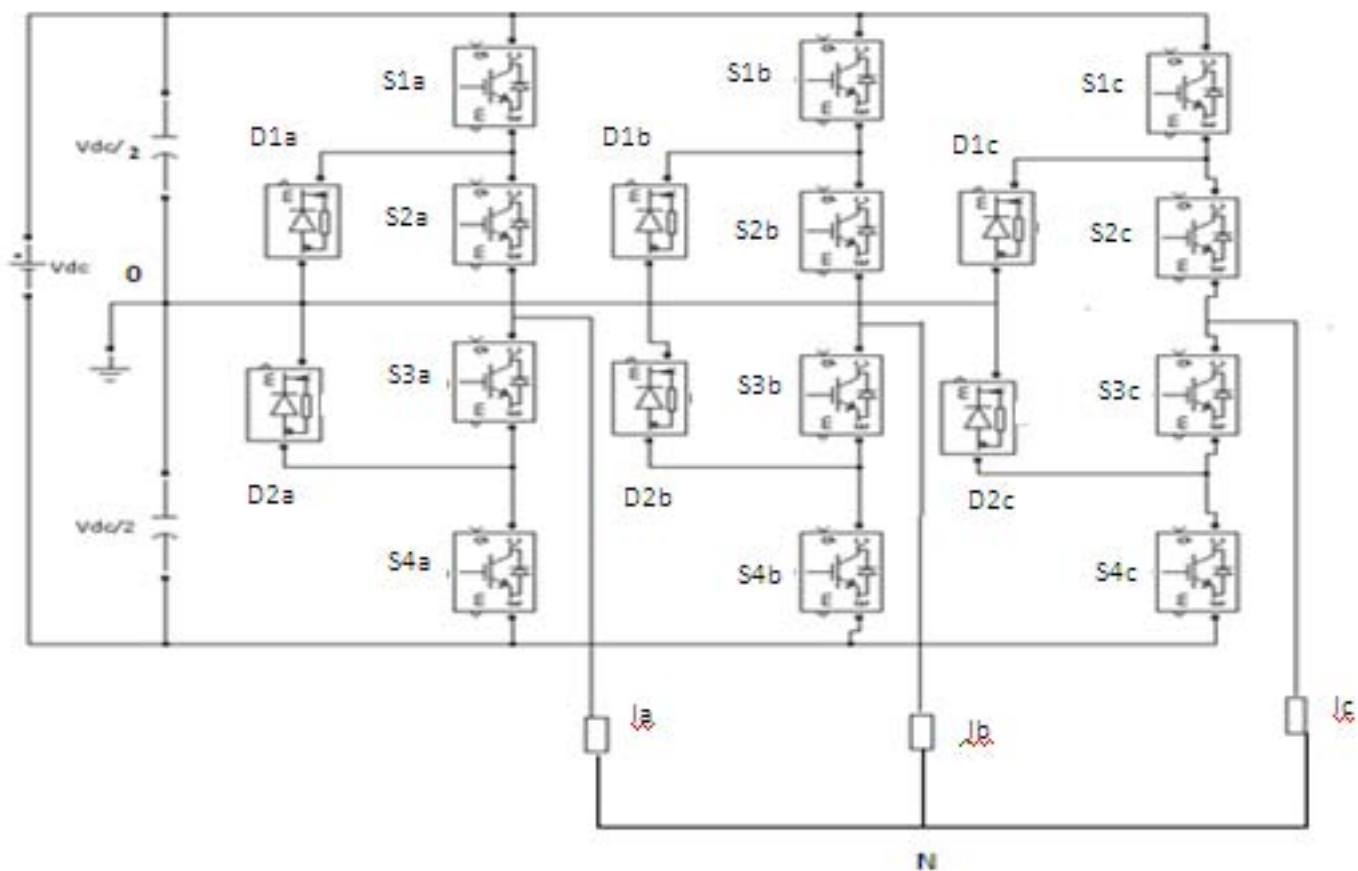 S1a
S1b
S1c
Vdc/2
D1a
D1b
D1c
S2a
S2b
S2c
Vdc
0
S3a
S3b
S3c
D2a
D2b
D2c
Vdc/2
S4a
S4b
S4c
Ia
Ib
Ic
N